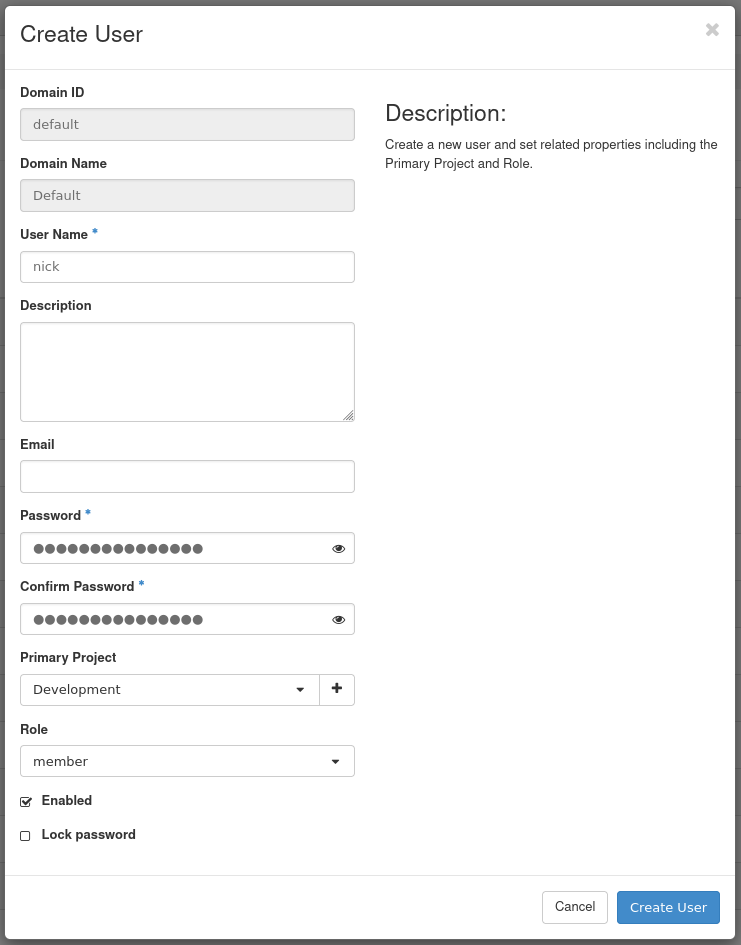 Create User
Domain ID
default
Domain Name
Default
User Name *
nick
Description
Email
Password *
●●●●●●●●●●●●●●●
Confirm Password *
●●●●●●●●●●●●●●●
Primary Project
Development
Role
member
Enabled
Lock password
Description:
Create a new user and set related properties including the
Primary Project and Role.
Cancel
Create User